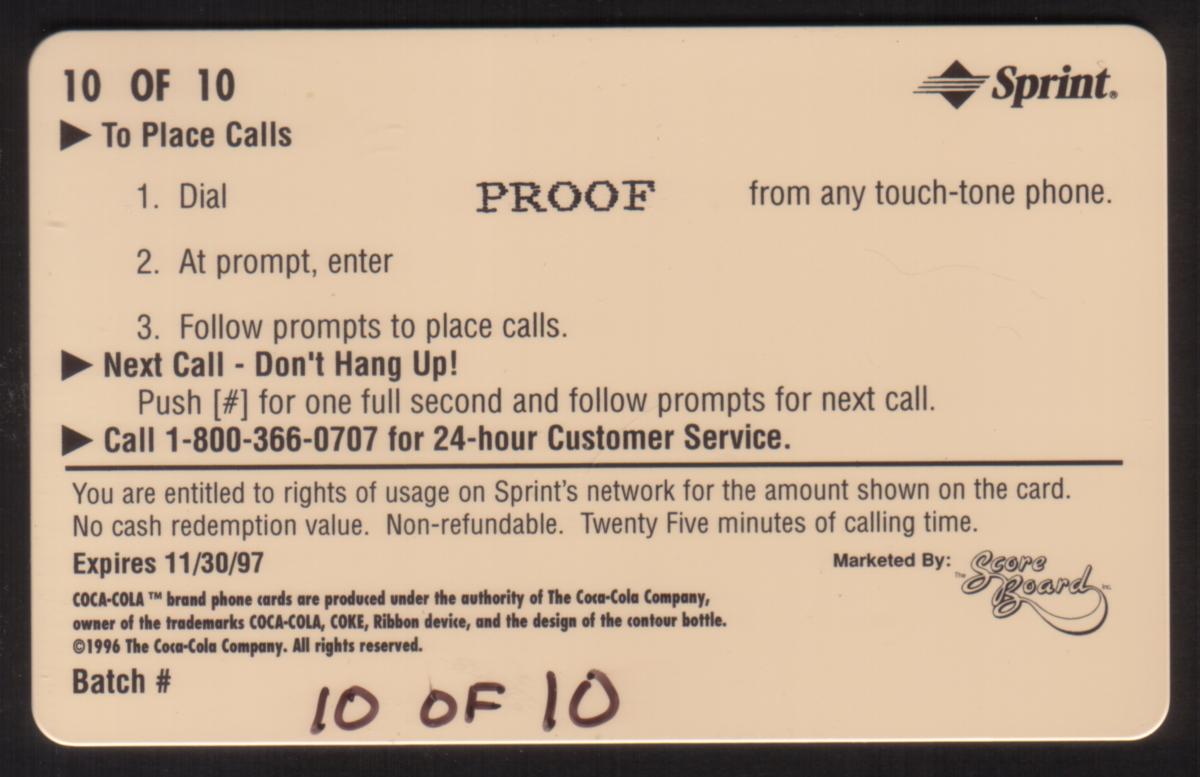 10 OF 10
Sprint®
▶ To Place Calls
1. Dial PROOF from any touch-tone phone.
2. At prompt, enter
3. Follow prompts to place calls.
▶ Next Call - Don't Hang Up!
Push [#] for one full second and follow prompts for next call.
▶ Call 1-800-366-0707 for 24-hour Customer Service.
You are entitled to rights of usage on Sprint's network for the amount shown on the card.
No cash redemption value. Non-refundable. Twenty Five minutes of calling time.
Expires 11/30/97
Marketed By: The Score Board Inc.
COCA-COLA ™ brand phone cards are produced under the authority of The Coca-Cola Company,
owner of the trademarks COCA-COLA, COKE, Ribbon device, and the design of the contour bottle.
©1996 The Coca-Cola Company. All rights reserved.
Batch # 10 OF 10